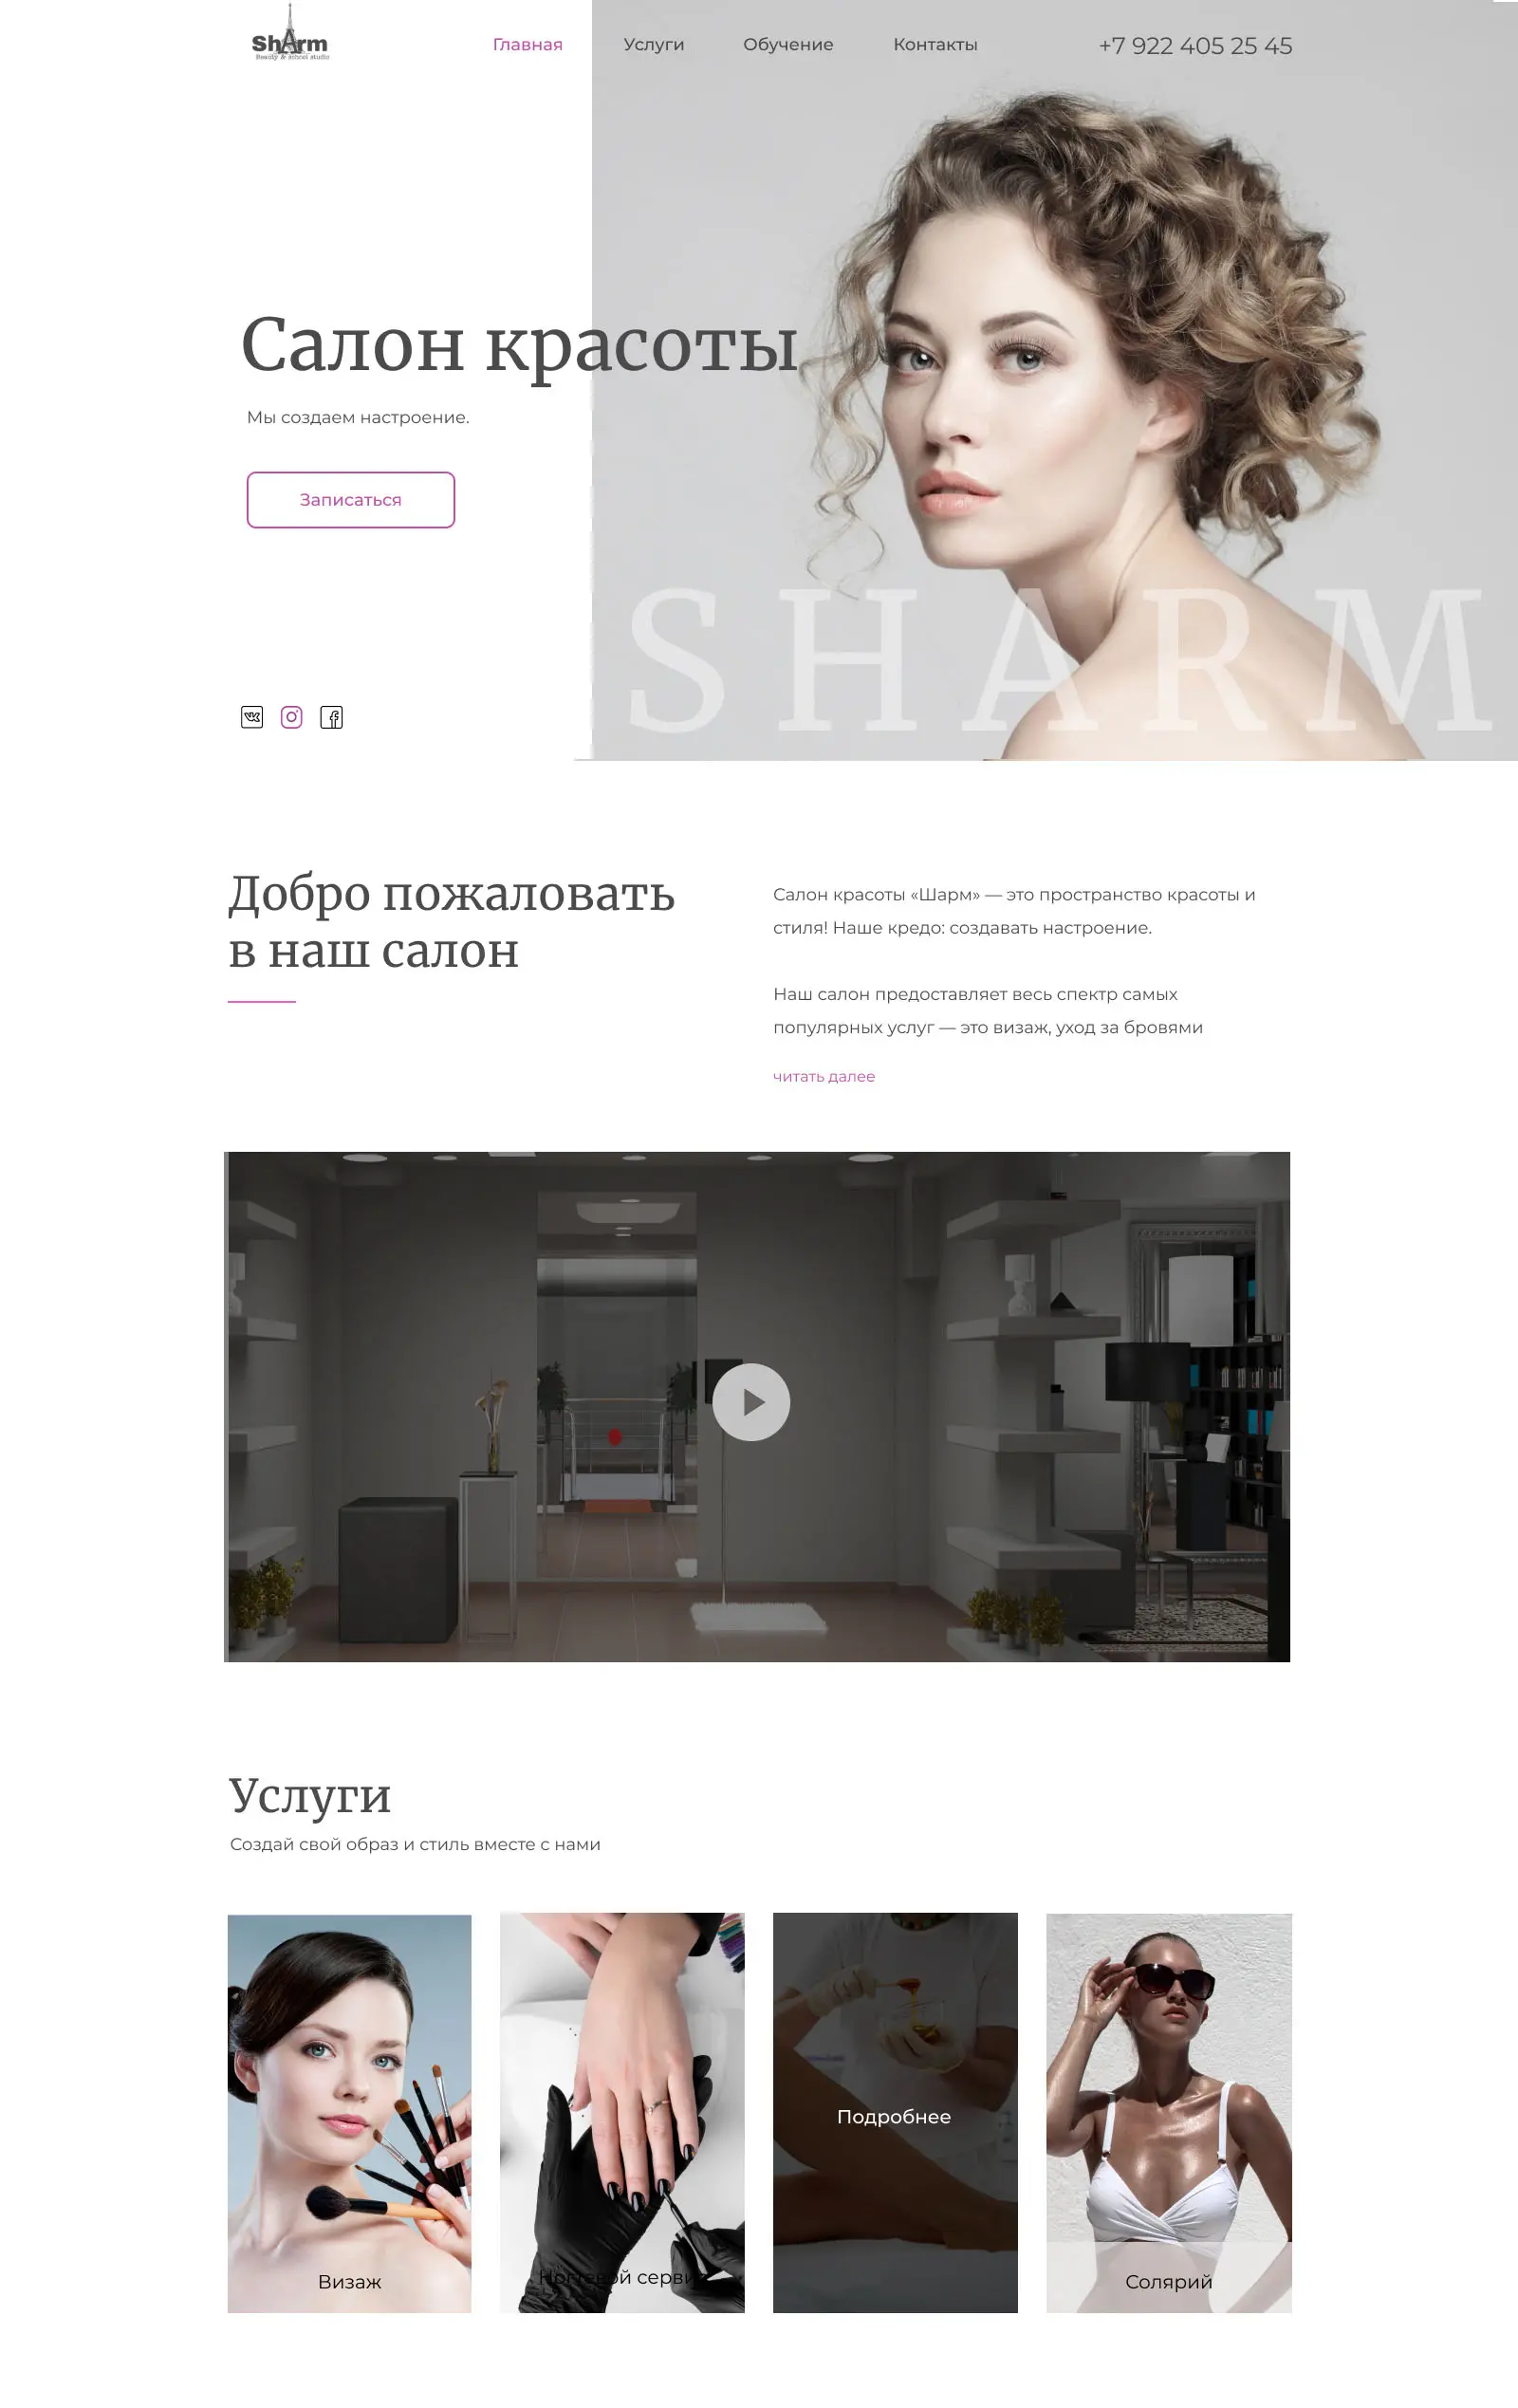 ShArm
Beauty & school studio
Главная
Услуги
Обучение
Контакты
+7 922 405 25 45
Салон красоты
Мы создаем настроение.
Записаться
SHARM
Добро пожаловать
в наш салон
Салон красоты «Шарм» — это пространство красоты и
стиля! Наше кредо: создавать настроение.
Наш салон предоставляет весь спектр самых
популярных услуг — это визаж, уход за бровями
читать далее
Услуги
Создай свой образ и стиль вместе с нами
Визаж
Ногтевой сервис
Подробнее
Солярий